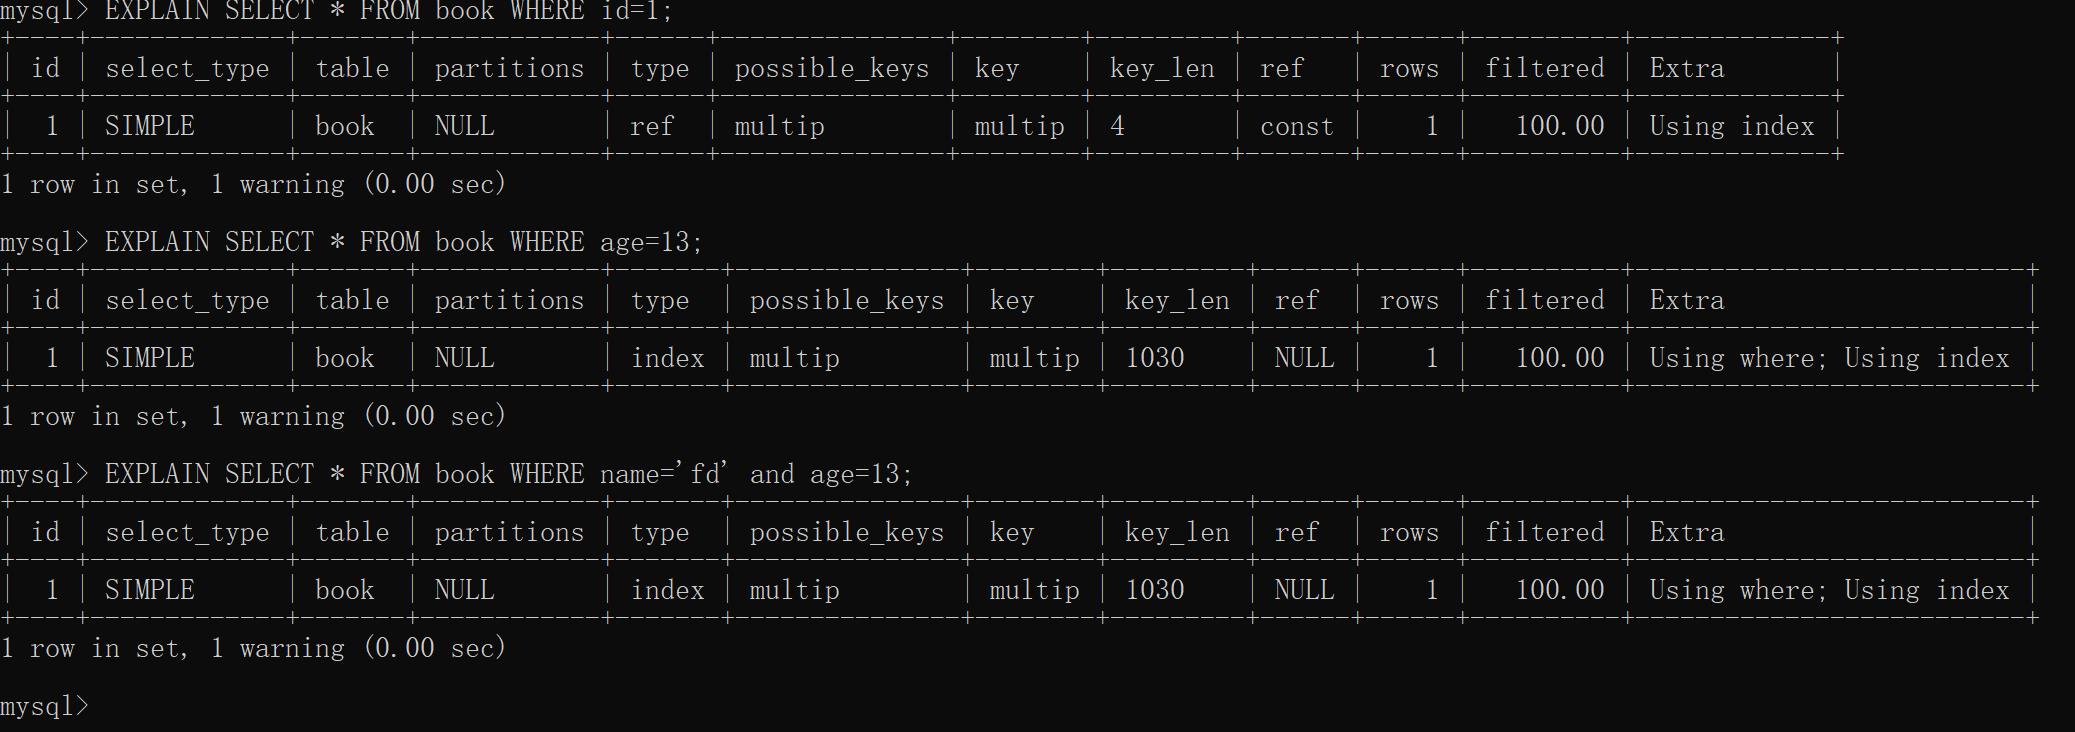 mysql> EXPLAIN SELECT * FROM book WHERE id=1;
+----+-------------+-------+------------+------+---------------+--------+---------+-------+------+----------+-------------+
| id | select_type | table | partitions | type | possible_keys | key    | key_len | ref   | rows | filtered | Extra       |
+----+-------------+-------+------------+------+---------------+--------+---------+-------+------+----------+-------------+
|  1 | SIMPLE      | book  | NULL       | ref  | multip        | multip | 4       | const |    1 |   100.00 | Using index |
+----+-------------+-------+------------+------+---------------+--------+---------+-------+------+----------+-------------+
1 row in set, 1 warning (0.00 sec)

mysql> EXPLAIN SELECT * FROM book WHERE age=13;
+----+-------------+-------+------------+-------+---------------+--------+---------+------+------+----------+--------------------------+
| id | select_type | table | partitions | type  | possible_keys | key    | key_len | ref  | rows | filtered | Extra                    |
+----+-------------+-------+------------+-------+---------------+--------+---------+------+------+----------+--------------------------+
|  1 | SIMPLE      | book  | NULL       | index | multip        | multip | 1030    | NULL |    1 |   100.00 | Using where; Using index |
+----+-------------+-------+------------+-------+---------------+--------+---------+------+------+----------+--------------------------+
1 row in set, 1 warning (0.00 sec)

mysql> EXPLAIN SELECT * FROM book WHERE name='fd' and age=13;
+----+-------------+-------+------------+-------+---------------+--------+---------+------+------+----------+--------------------------+
| id | select_type | table | partitions | type  | possible_keys | key    | key_len | ref  | rows | filtered | Extra                    |
+----+-------------+-------+------------+-------+---------------+--------+---------+------+------+----------+--------------------------+
|  1 | SIMPLE      | book  | NULL       | index | multip        | multip | 1030    | NULL |    1 |   100.00 | Using where; Using index |
+----+-------------+-------+------------+-------+---------------+--------+---------+------+------+----------+--------------------------+
1 row in set, 1 warning (0.00 sec)

mysql>